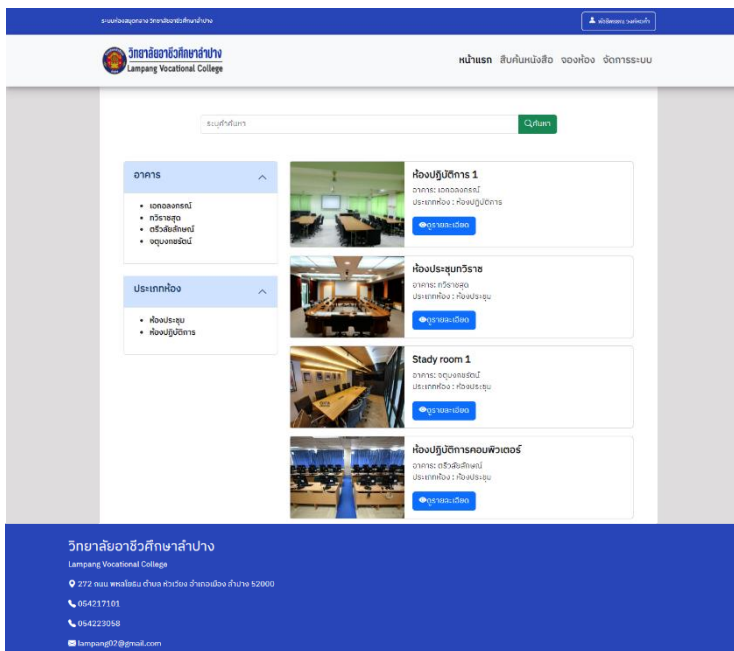 ระบบห้องสมุดกลาง วิทยาลัยอาชีวศึกษาลำปาง
วิทยาลัยอาชีวศึกษาลำปาง
Lampang Vocational College
หน้าแรก สืบค้นหนังสือ จองห้อง จัดการระบบ
ระบุคำค้นหา
ค้นหา
อาคาร
เอกอลงกรณ์
ทวิราชสุด
ตรีวลัยลักษณ์
จตุบงกชรัตน์
ประเภทห้อง
ห้องประชุม
ห้องปฏิบัติการ
ห้องปฏิบัติการ 1
อาคาร: เอกอลงกรณ์
ประเภทห้อง : ห้องปฏิบัติการ
ดูรายละเอียด
ห้องประชุมทวิราช
อาคาร: ทวิราชสุด
ประเภทห้อง : ห้องประชุม
ดูรายละเอียด
Stady room 1
อาคาร: จตุบงกชรัตน์
ประเภทห้อง : ห้องประชุม
ดูรายละเอียด
ห้องปฏิบัติการคอมพิวเตอร์
อาคาร: ตรีวลัยลักษณ์
ประเภทห้อง : ห้องประชุม
ดูรายละเอียด
วิทยาลัยอาชีวศึกษาลำปาง
Lampang Vocational College
272 ถนน พหลโยธิน ตำบล หัวเวียง อำเภอเมือง ลำปาง 52000
054217101
054223058
lampang02@gmail.com